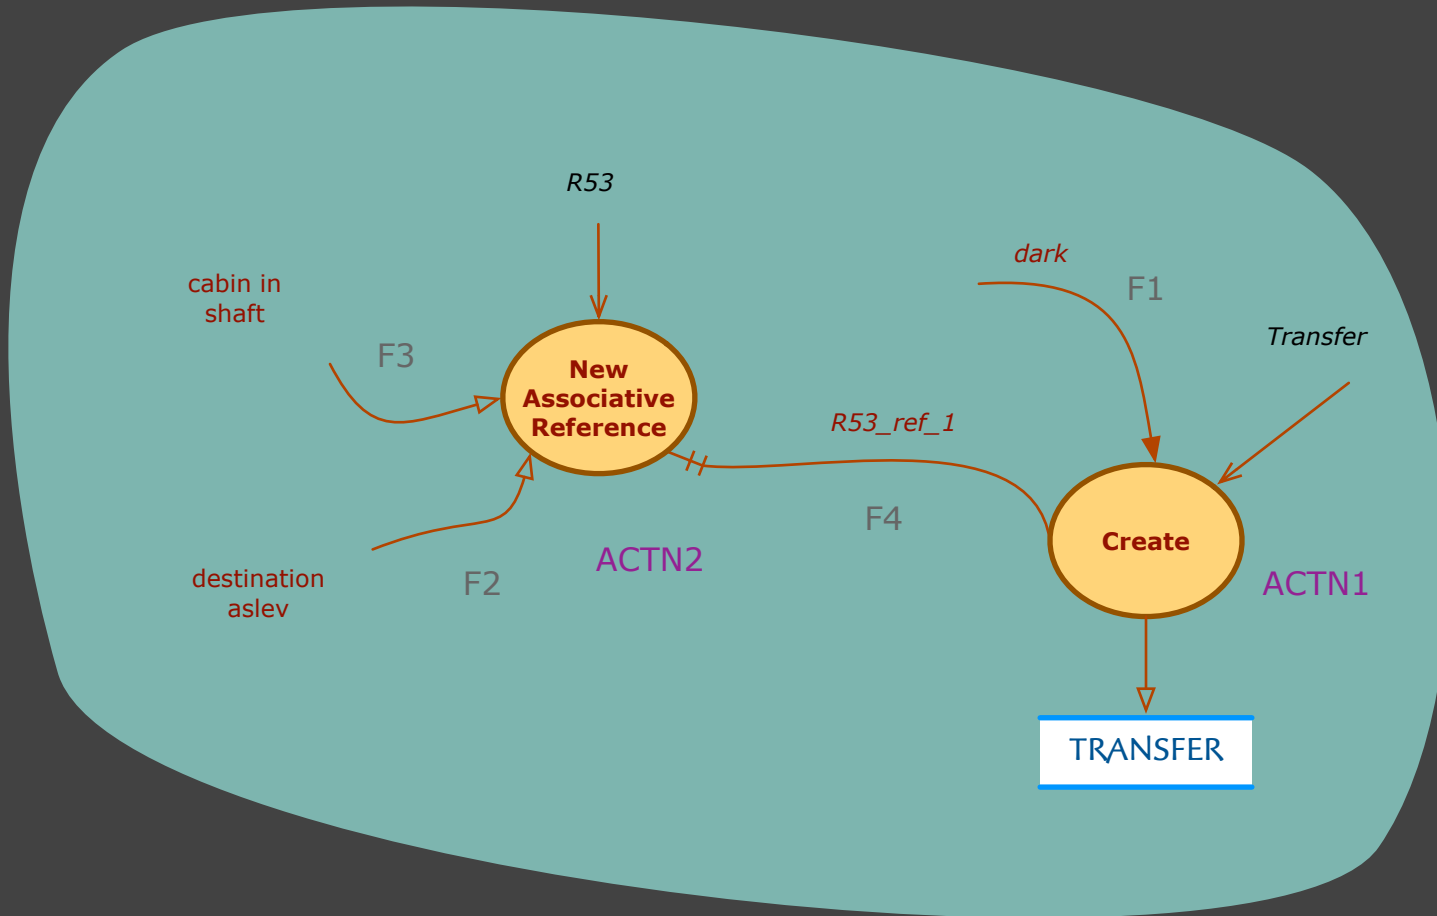 R53
dark
cabin in
shaft
F1
Transfer
F3
New
Associative
Reference
R53_ref_1
F4
Create
ACTN2
destination
aslev
F2
ACTN1
TRANSFER